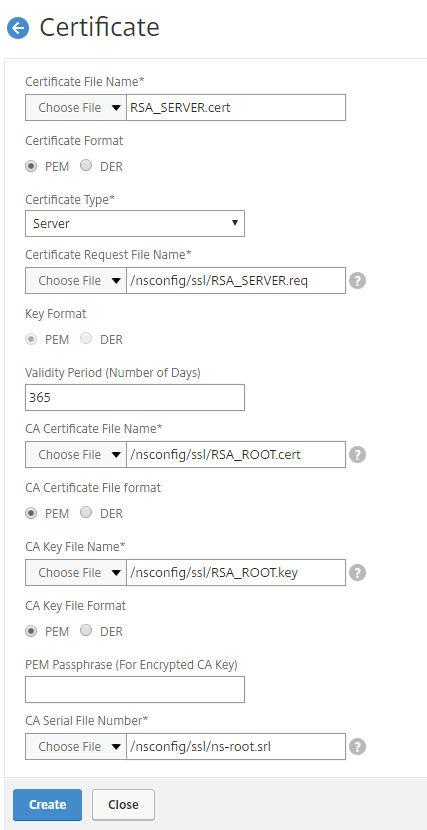 Certificate
Certificate File Name*
Choose File RSA_SERVER.cert
Certificate Format
PEM DER
Certificate Type*
Server
Certificate Request File Name*
Choose File /nsconfig/ssl/RSA_SERVER.req ?
Key Format
PEM DER
Validity Period (Number of Days)
365
CA Certificate File Name*
Choose File /nsconfig/ssl/RSA_ROOT.cert ?
CA Certificate File format
PEM DER
CA Key File Name*
Choose File /nsconfig/ssl/RSA_ROOT.key ?
CA Key File Format
PEM DER
PEM Passphrase (For Encrypted CA Key)
CA Serial File Number*
Choose File /nsconfig/ssl/ns-root.srl ?
Create Close